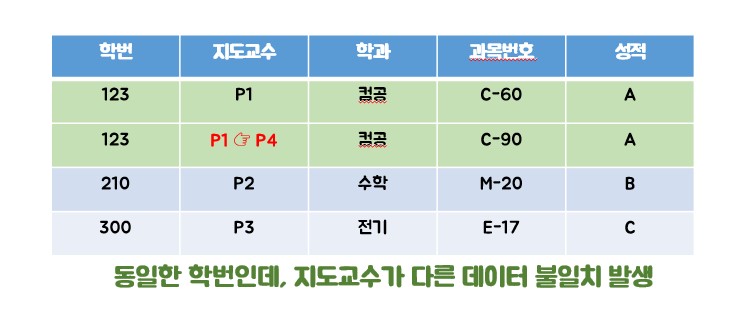 학번 지도교수 학과 과목번호 성적
123 P1 컴공 C-60 A
123 P1 ☞ P4 컴공 C-90 A
210 P2 수학 M-20 B
300 P3 전기 E-17 C
동일한 학번인데, 지도교수가 다른 데이터 불일치 발생